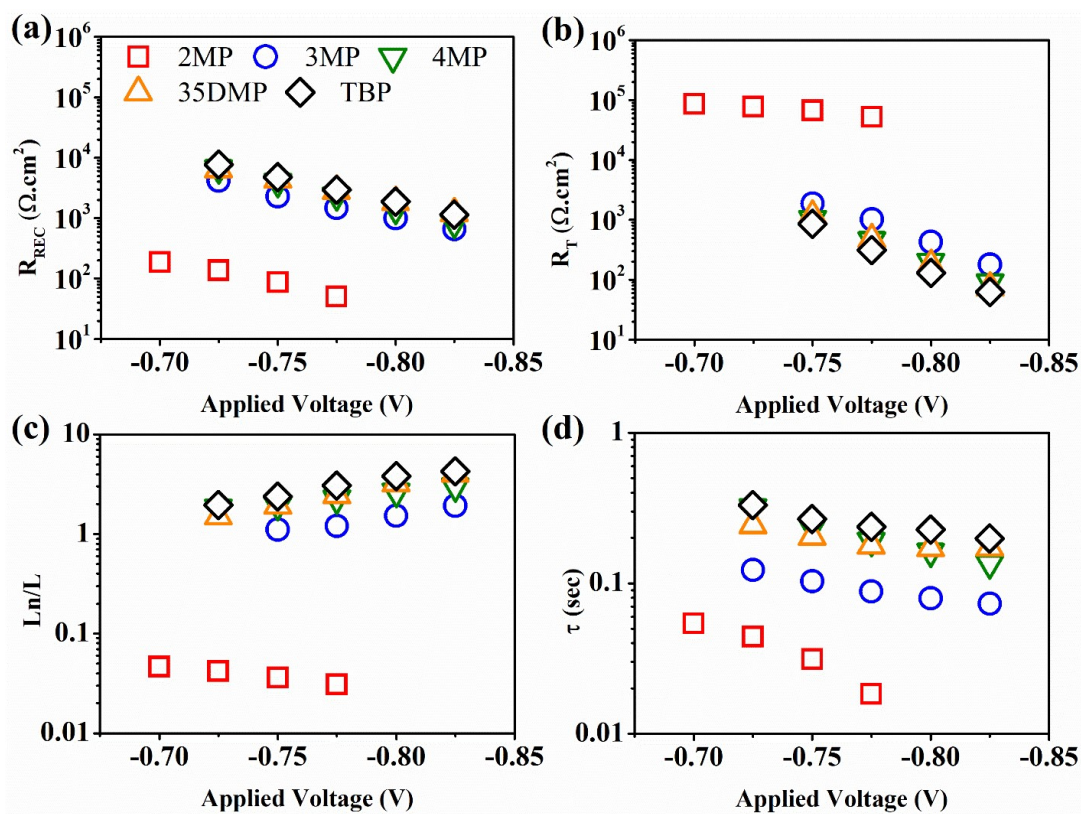 (a)
10⁶
2MP 3MP 4MP
35DMP TBP
10⁵
10⁴
10³
10²
10¹
R_REC (Ω.cm²)
-0.70 -0.75 -0.80 -0.85
Applied Voltage (V)
(b)
10⁶
10⁵
10⁴
10³
10²
10¹
R_T (Ω.cm²)
-0.70 -0.75 -0.80 -0.85
Applied Voltage (V)
(c)
10
1
0.1
0.01
Ln/L
-0.70 -0.75 -0.80 -0.85
Applied Voltage (V)
(d)
1
0.1
0.01
τ (sec)
-0.70 -0.75 -0.80 -0.85
Applied Voltage (V)